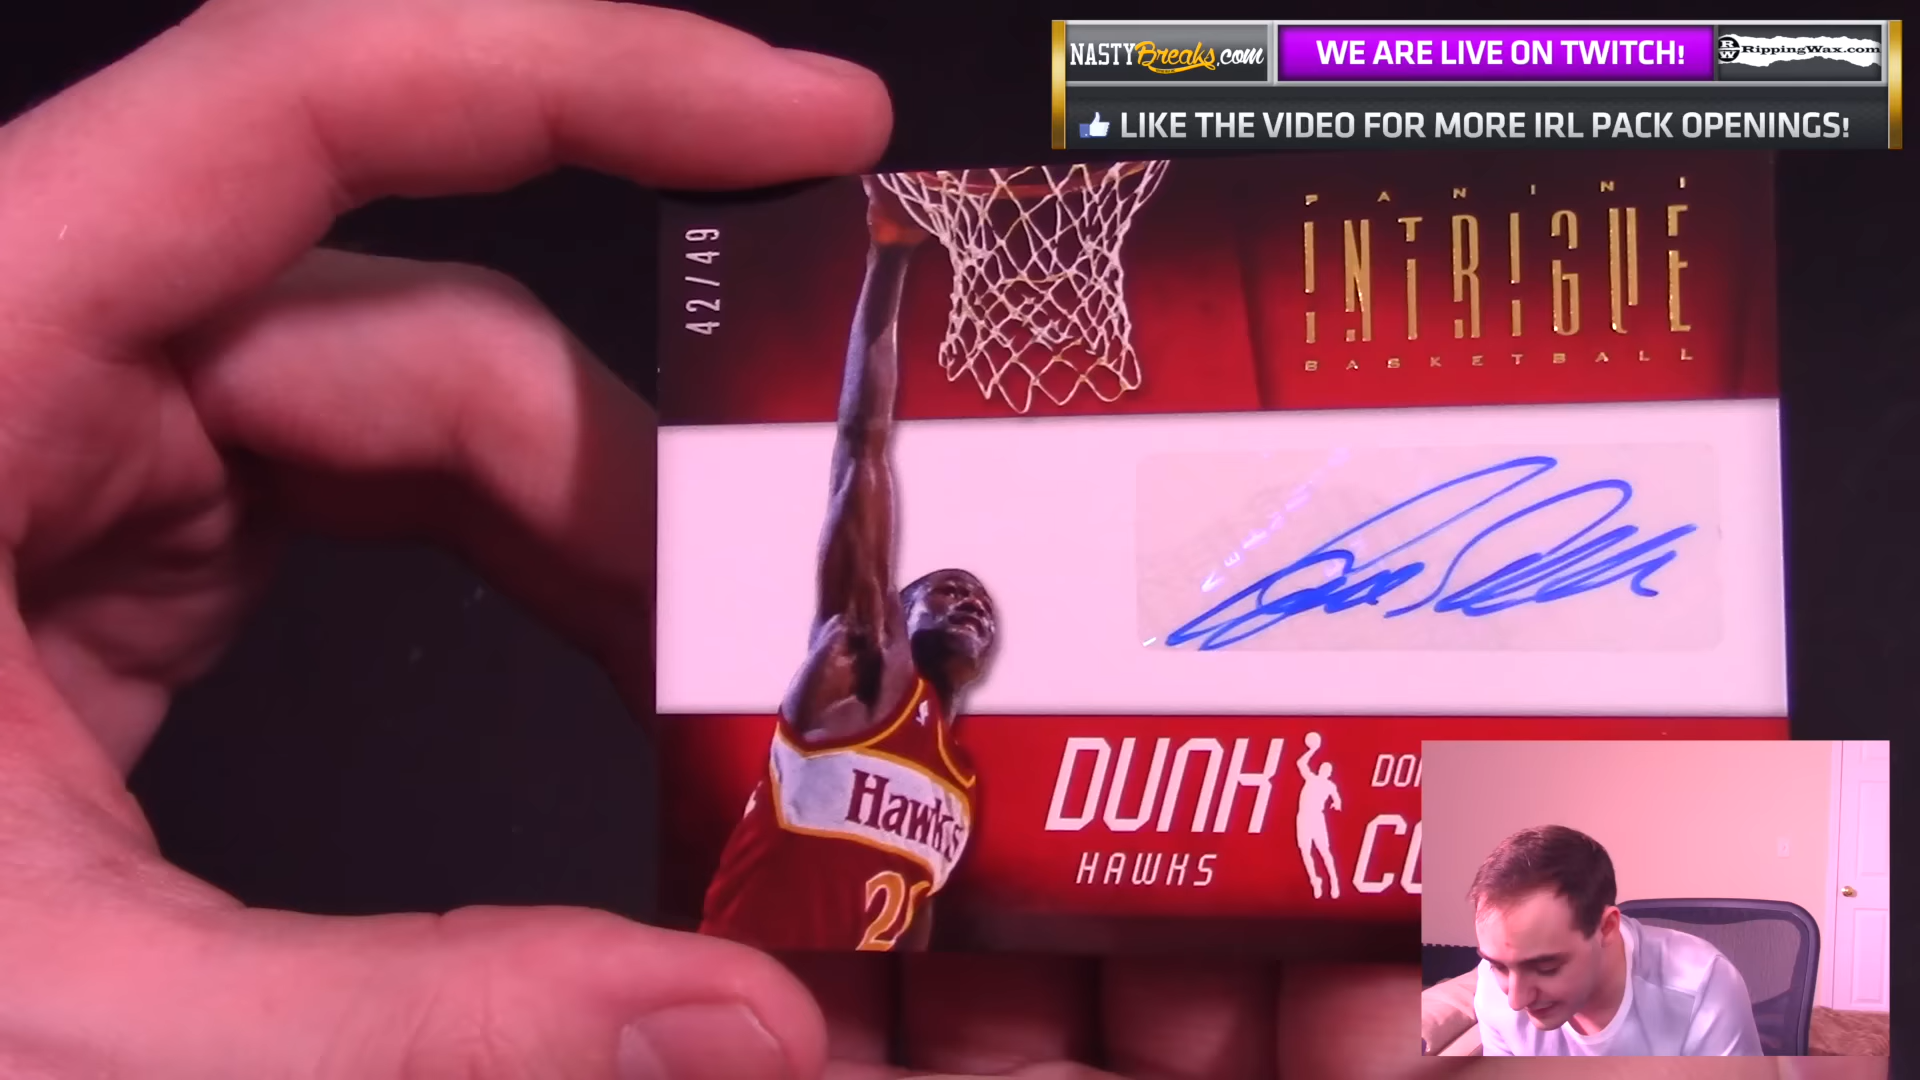 NASTYBreaks.com
WE ARE LIVE ON TWITCH!
RW RippingWax.com
LIKE THE VIDEO FOR MORE IRL PACK OPENINGS!
42/49
PANINI
INTRIGUE
BASKETBALL
Hawks
DUNK
HAWKS